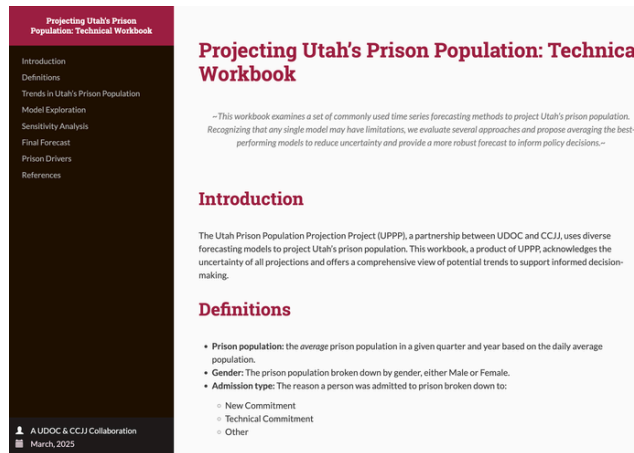 Projecting Utah's Prison
Population: Technical Workbook
Introduction
Definitions
Trends in Utah's Prison Population
Model Exploration
Sensitivity Analysis
Final Forecast
Prison Drivers
References
A UDOC & CCJJ Collaboration
March, 2025
Projecting Utah's Prison Population: Technica
Workbook
~This workbook examines a set of commonly used time series forecasting methods to project Utah's prison population.
Recognizing that any single model may have limitations, we evaluate several approaches and propose averaging the best-
performing models to reduce uncertainty and provide a more robust forecast to inform policy decisions.~
Introduction
The Utah Prison Population Projection Project (UPPP), a partnership between UDOC and CCJJ, uses diverse
forecasting models to project Utah's prison population. This workbook, a product of UPPP, acknowledges the
uncertainty of all projections and offers a comprehensive view of potential trends to support informed decision-
making.
Definitions
• Prison population: the average prison population in a given quarter and year based on the daily average
population.
• Gender: The prison population broken down by gender, either Male or Female.
• Admission type: The reason a person was admitted to prison broken down to:
○ New Commitment
○ Technical Commitment
○ Other